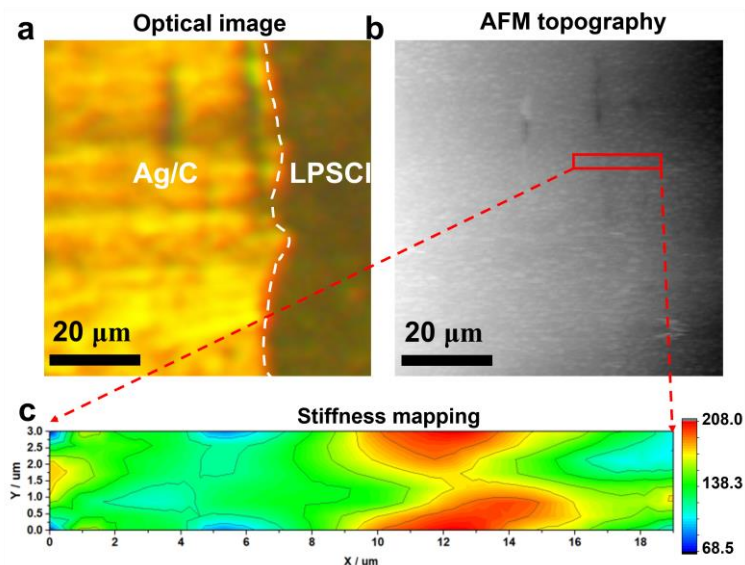 a
Optical image
Ag/C
LPSCl
20 μm
b
AFM topography
20 μm
c
Stiffness mapping
Y / um
3.0
2.5
2.0
1.5
1.0
0.5
0.0
0 2 4 6 8 10 12 14 16 18
X / um
208.0
138.3
68.5